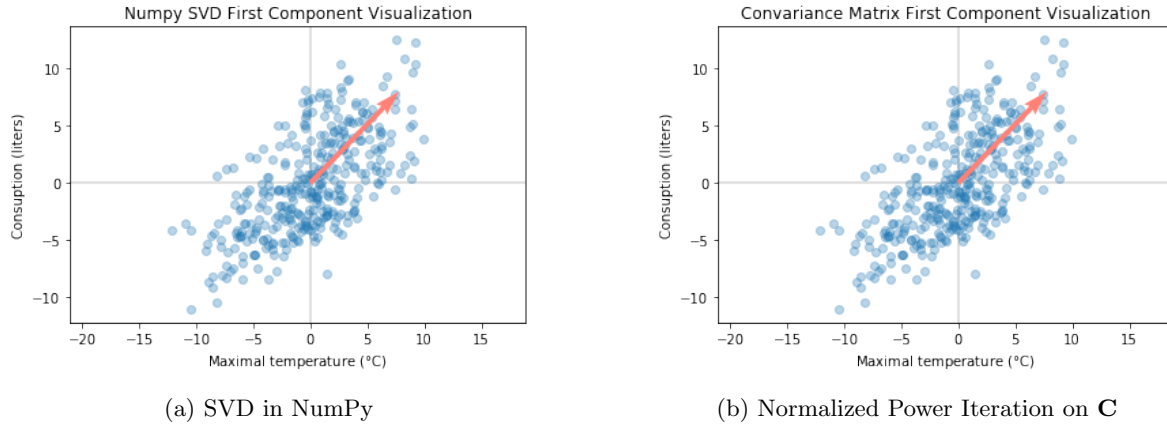 Numpy SVD First Component Visualization
10
5
0
−5
−10
Consuption (liters)
−20 −15 −10 −5 0 5 10 15
Maximal temperature (°C)
(a) SVD in NumPy
Convariance Matrix First Component Visualization
10
5
0
−5
−10
Consuption (liters)
−20 −15 −10 −5 0 5 10 15
Maximal temperature (°C)
(b) Normalized Power Iteration on C